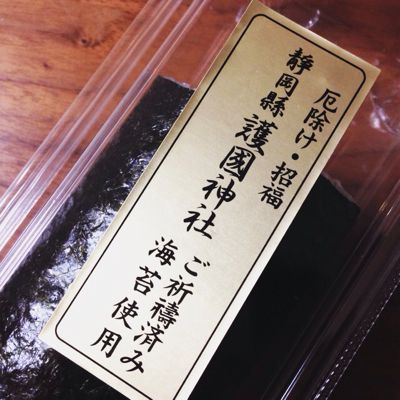 厄除け・招福
静岡縣護國神社
ご祈禱済み
海苔使用